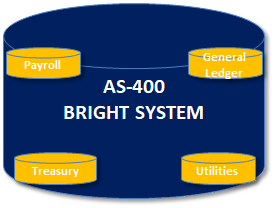 Payroll
General
Ledger
AS-400
BRIGHT SYSTEM
Treasury
Utilities